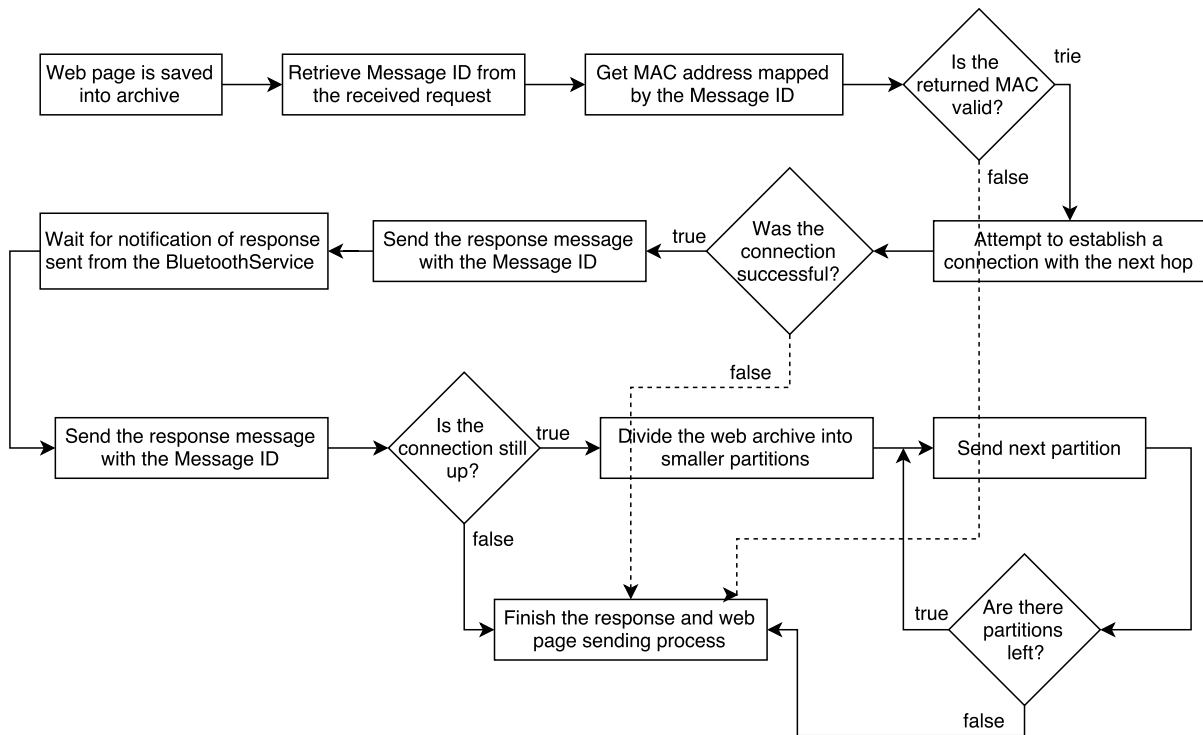 Web page is saved
into archive
Retrieve Message ID from
the received request
Get MAC address mapped
by the Message ID
Is the
returned MAC
valid?
trie
false
Attempt to establish a
connection with the next hop
Was the
connection
successful?
true
false
Send the response message
with the Message ID
Wait for notification of response
sent from the BluetoothService
Send the response message
with the Message ID
Is the
connection still
up?
true
false
Divide the web archive into
smaller partitions
Send next partition
Are there
partitions
left?
true
false
Finish the response and web
page sending process